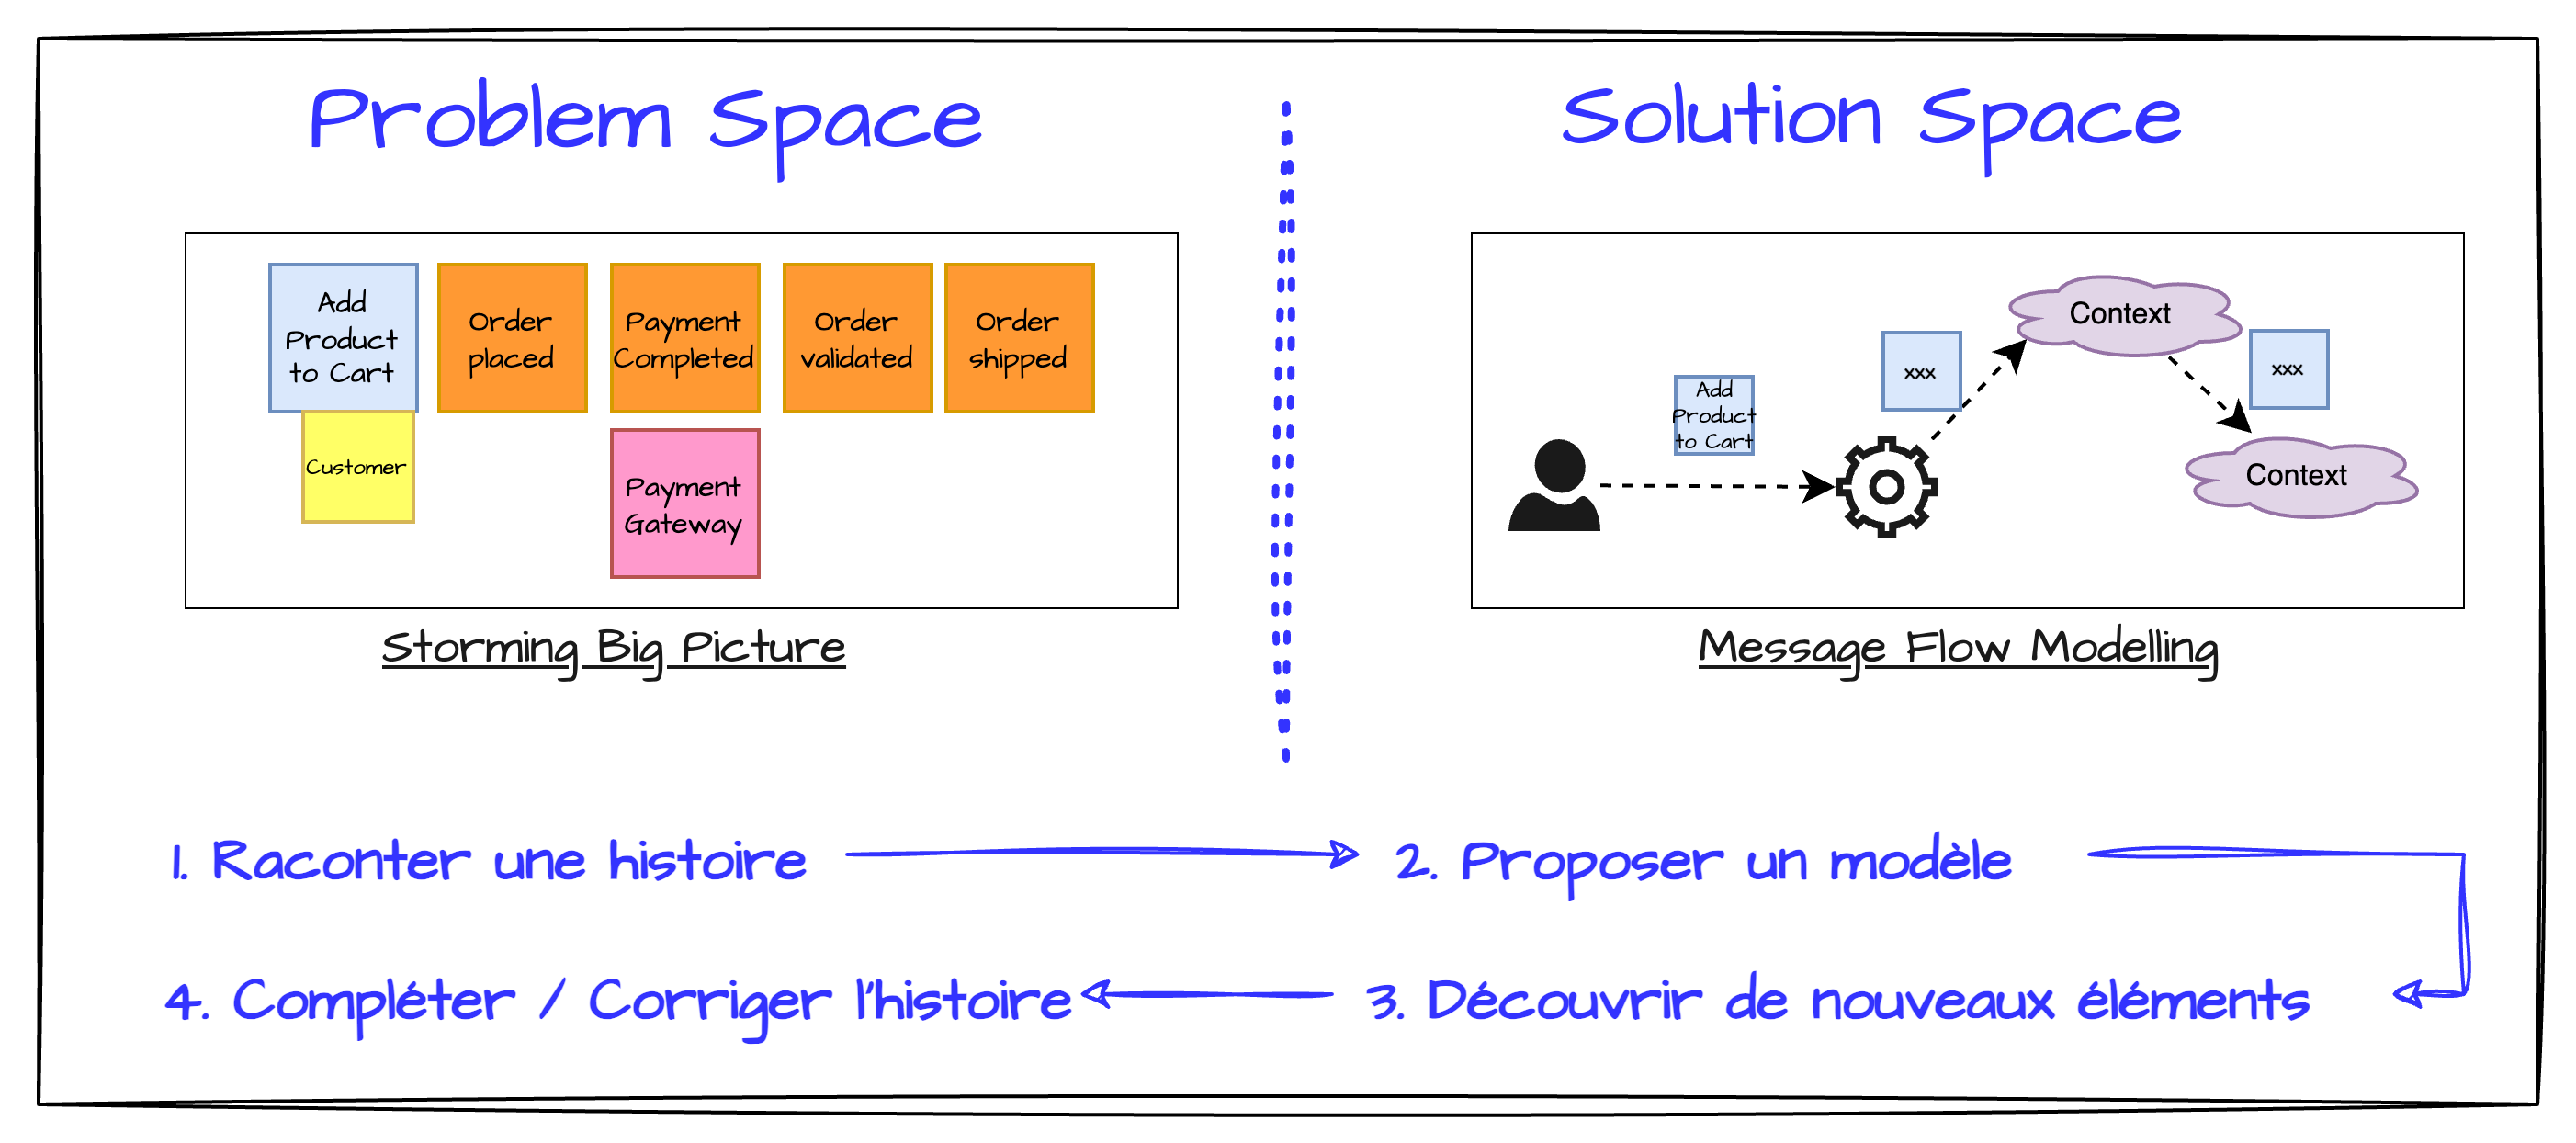 Problem Space
Solution Space
Add
Product
to Cart
Order
placed
Payment
Completed
Order
validated
Order
shipped
Customer
Payment
Gateway
Storming Big Picture
Add
Product
to Cart
xxx
Context
xxx
Context
Message Flow Modelling
1. Raconter une histoire
2. Proposer un modèle
4. Compléter / Corriger l'histoire
3. Découvrir de nouveaux éléments